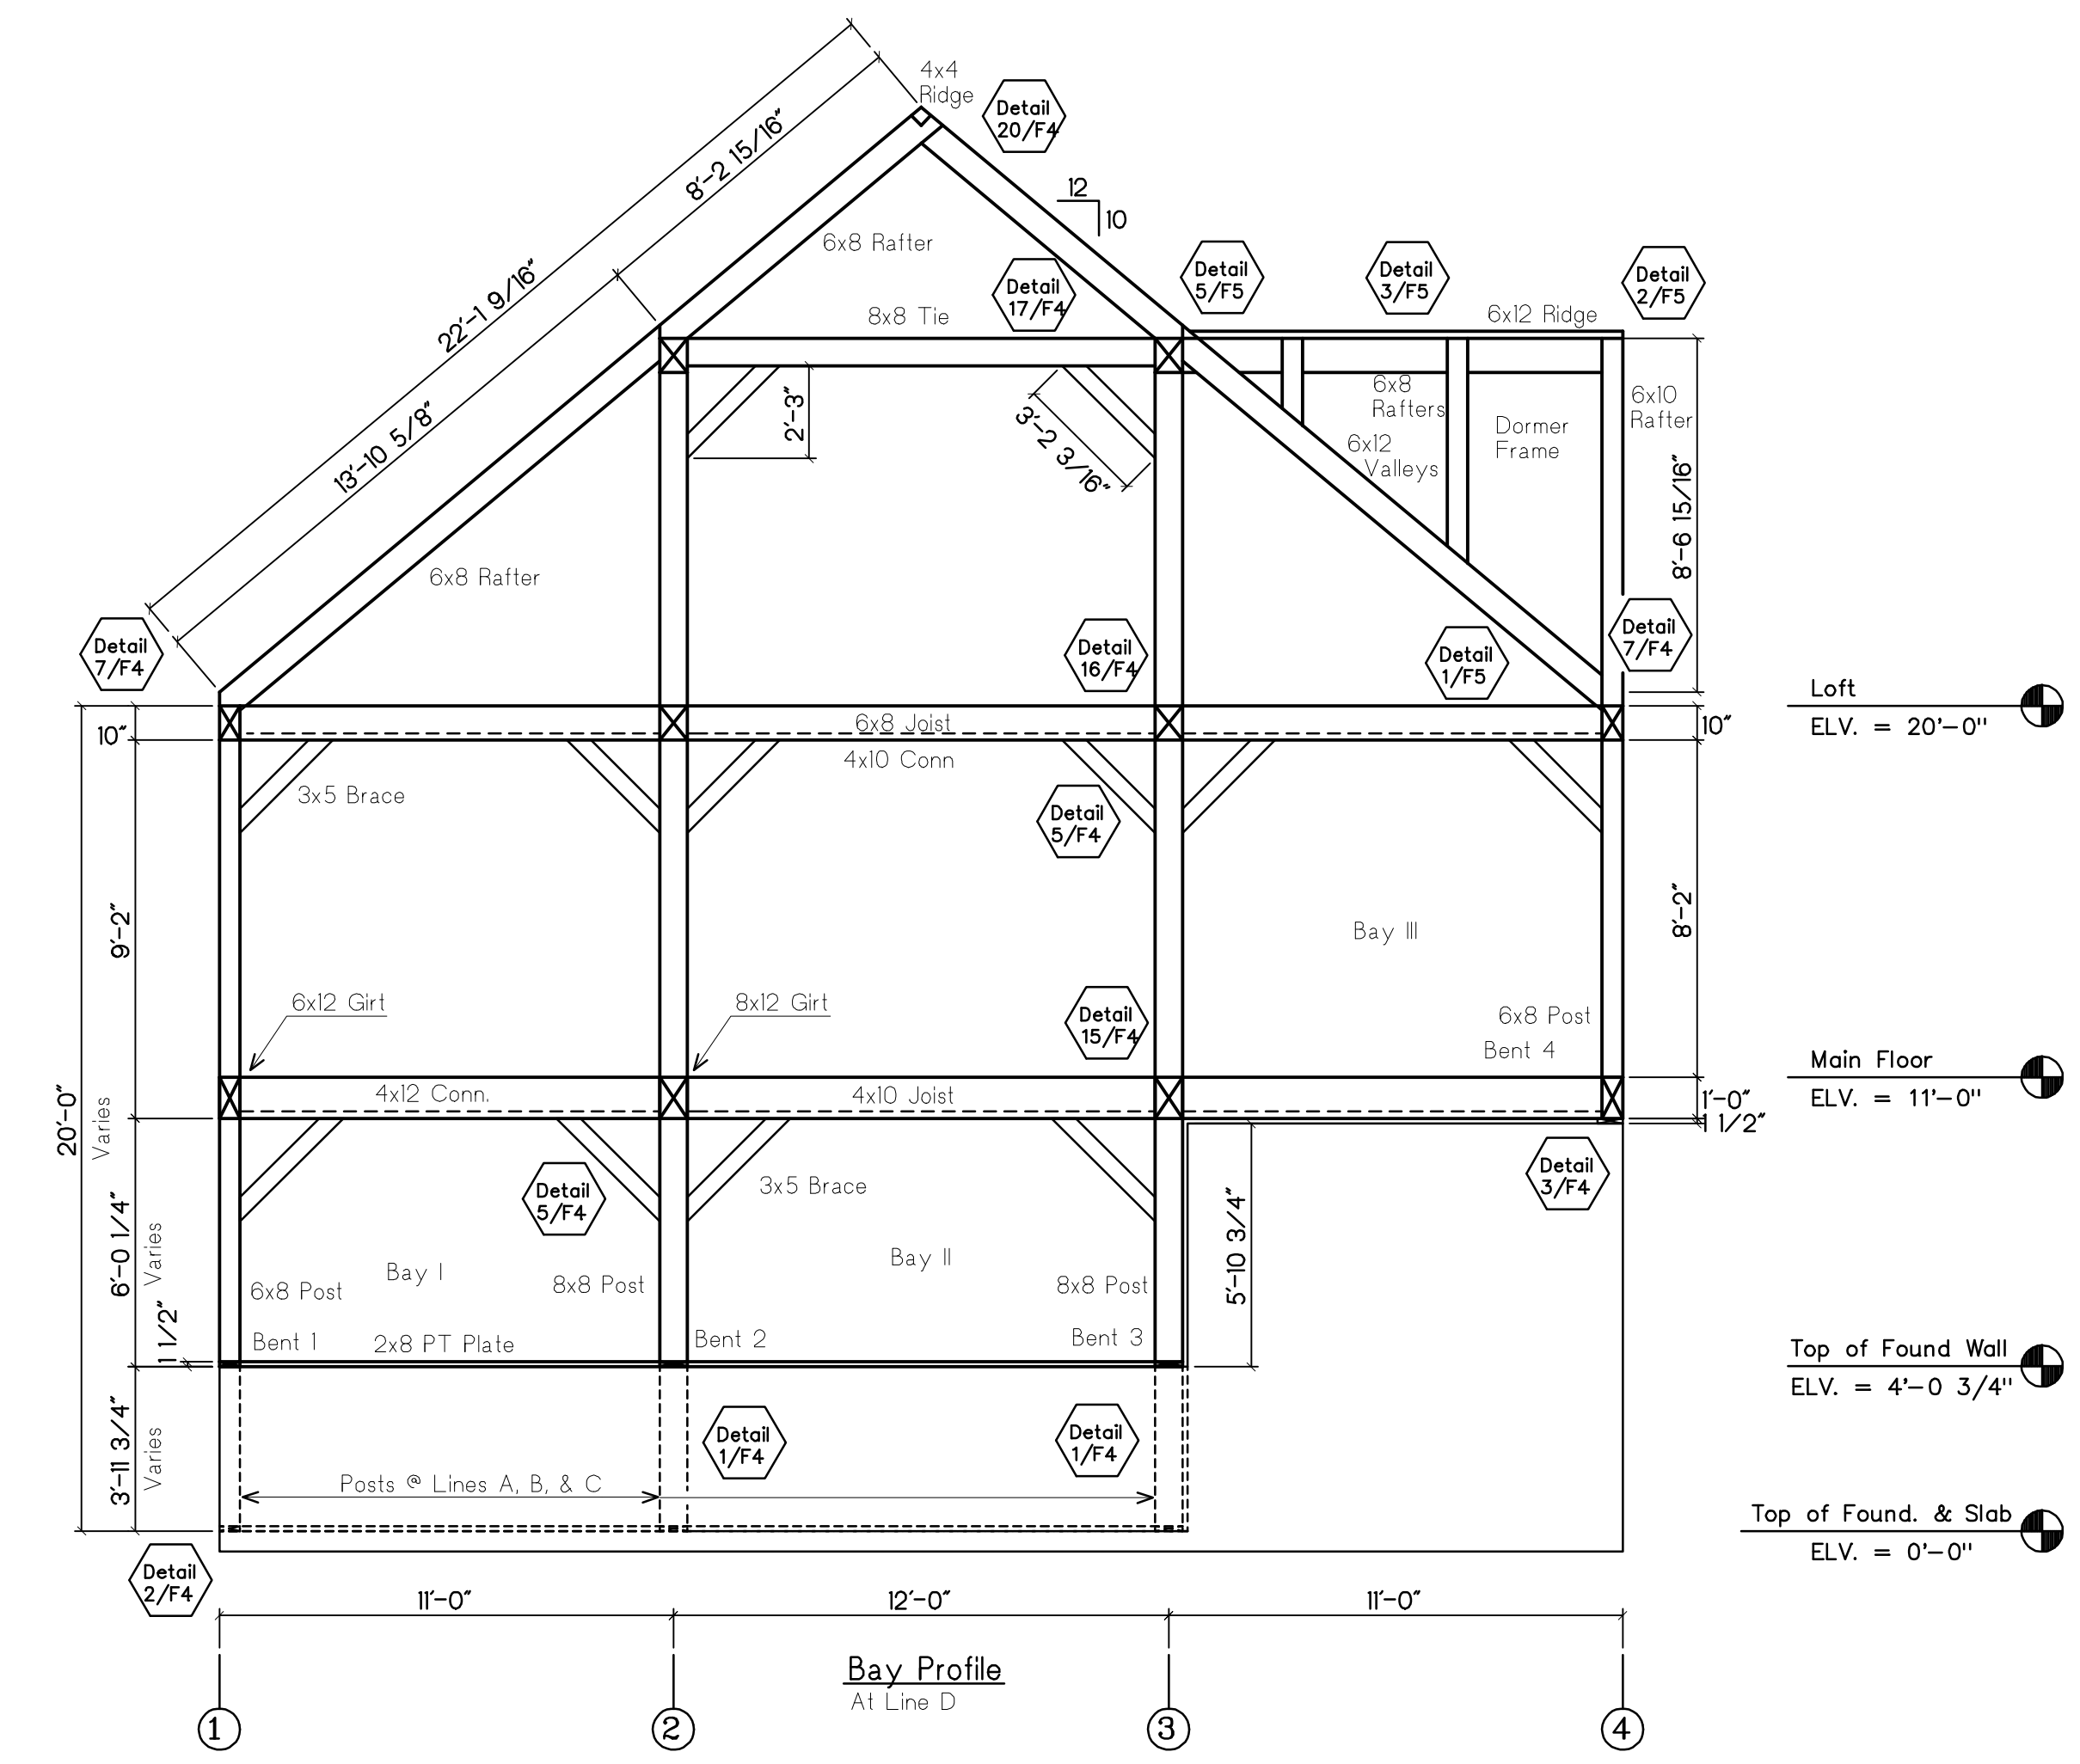 4x4
Ridge
Detail
20/F4
22'-1 9/16"
8'-2 15/16"
13'-10 5/8"
12
10
6x8 Rafter
Detail
17/F4
8x8 Tie
Detail
5/F5
Detail
3/F5
Detail
2/F5
6x12 Ridge
2'-3"
3'-2 3/16"
6x8
Rafters
6x12
Valleys
Dormer
Frame
6x10
Rafter
8'-6 15/16"
6x8 Rafter
Detail
7/F4
Detail
16/F4
Detail
1/F5
Detail
7/F4
Loft
ELV. = 20'-0"
10"
6x8 Joist
10"
4x10 Conn
3x5 Brace
Detail
5/F4
9'-2"
8'-2"
Bay III
6x12 Girt
8x12 Girt
Detail
15/F4
6x8 Post
Bent 4
Main Floor
ELV. = 11'-0"
4x12 Conn.
4x10 Joist
1'-0"
1 1/2"
20'-0"
Varies
Detail
5/F4
3x5 Brace
Detail
3/F4
6'-0 1/4"
Varies
5'-10 3/4"
Bay I
Bay II
6x8 Post
8x8 Post
8x8 Post
1 1/2"
Bent 1
2x8 PT Plate
Bent 2
Bent 3
Top of Found Wall
ELV. = 4'-0 3/4"
3'-11 3/4"
Varies
Detail
1/F4
Detail
1/F4
Posts @ Lines A, B, & C
Top of Found. & Slab
ELV. = 0'-0"
Detail
2/F4
11'-0"
12'-0"
11'-0"
Bay Profile
At Line D
1
2
3
4